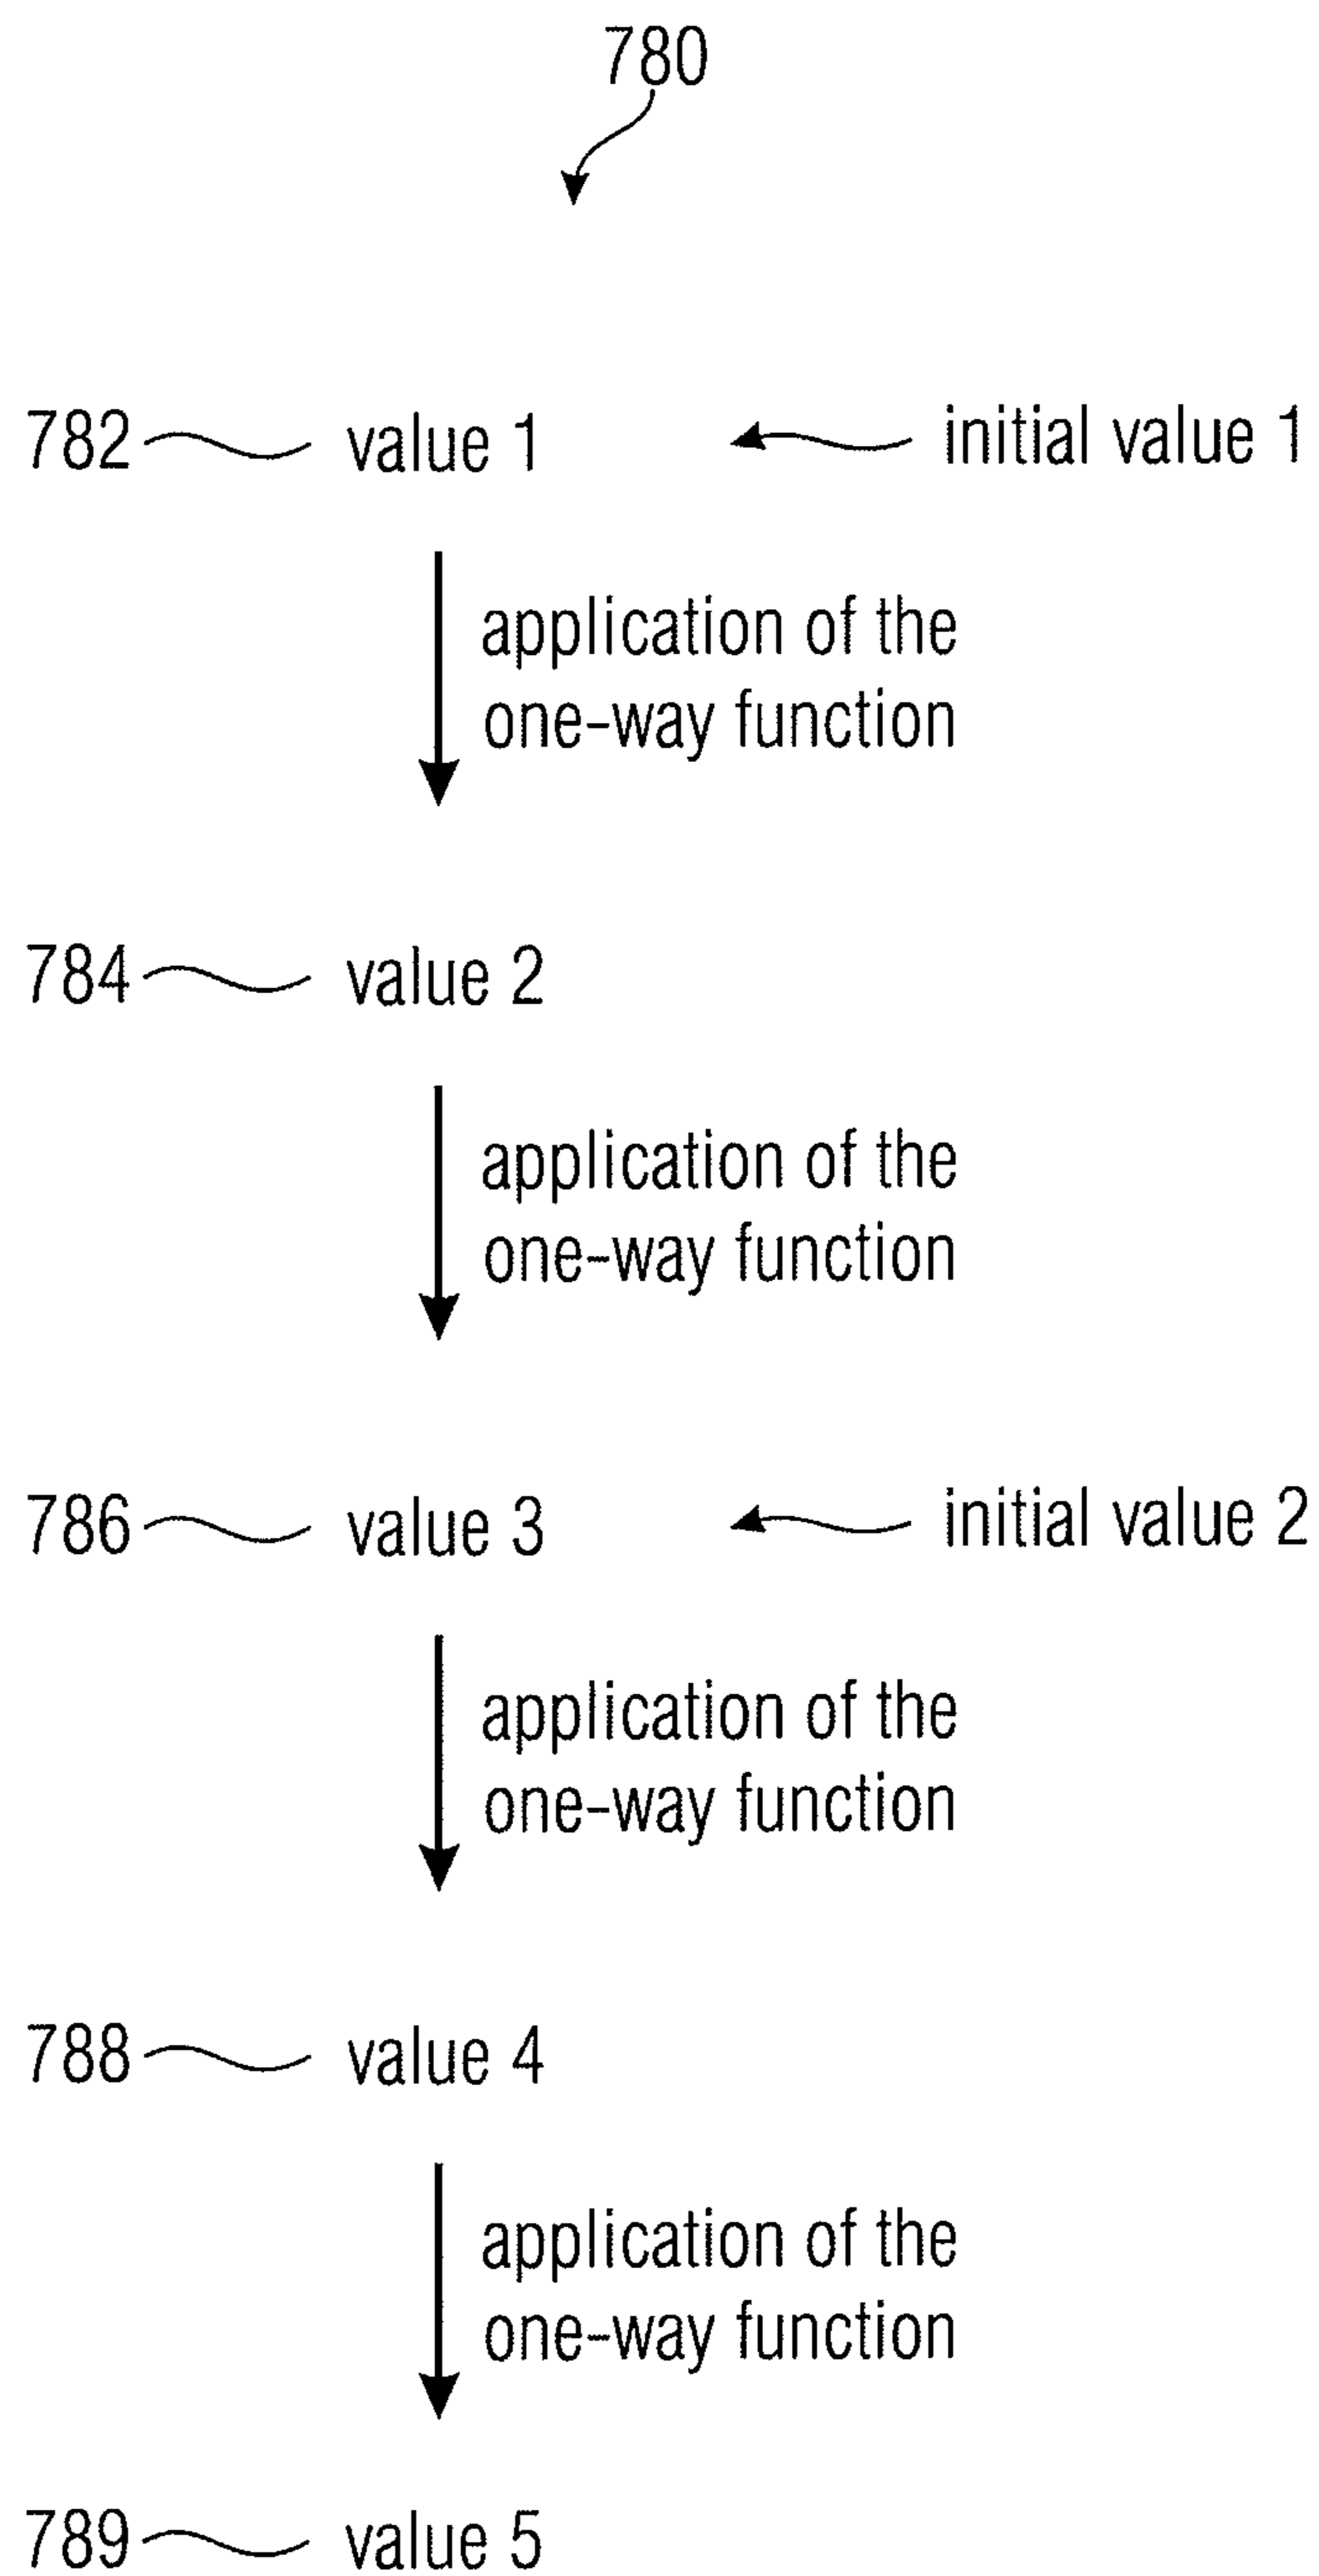 780
782 value 1 initial value 1
application of the
one-way function
784 value 2
application of the
one-way function
786 value 3 initial value 2
application of the
one-way function
788 value 4
application of the
one-way function
789 value 5